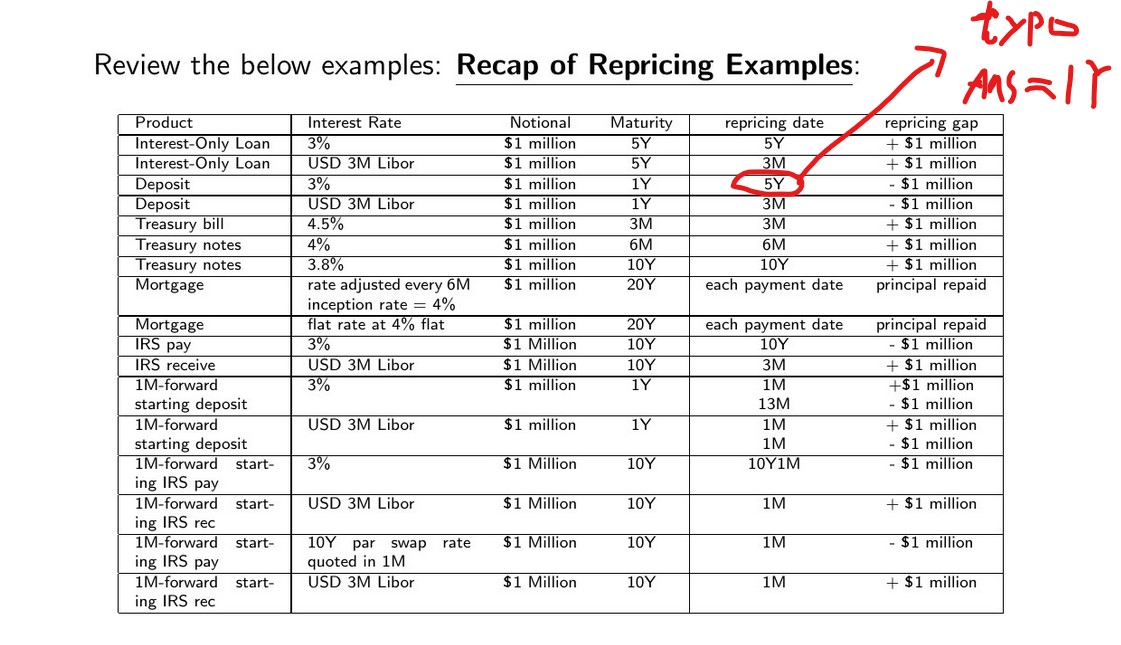 typo
Ans = 1Y
Review the below examples: Recap of Repricing Examples:
Product Interest Rate Notional Maturity repricing date repricing gap
Interest-Only Loan 3% $1 million 5Y 5Y + $1 million
Interest-Only Loan USD 3M Libor $1 million 5Y 3M + $1 million
Deposit 3% $1 million 1Y 5Y - $1 million
Deposit USD 3M Libor $1 million 1Y 3M - $1 million
Treasury bill 4.5% $1 million 3M 3M + $1 million
Treasury notes 4% $1 million 6M 6M + $1 million
Treasury notes 3.8% $1 million 10Y 10Y + $1 million
Mortgage rate adjusted every 6M $1 million 20Y each payment date principal repaid
inception rate = 4%
Mortgage flat rate at 4% flat $1 million 20Y each payment date principal repaid
IRS pay 3% $1 Million 10Y 10Y - $1 million
IRS receive USD 3M Libor $1 Million 10Y 3M + $1 million
1M-forward 3% $1 million 1Y 1M +$1 million
starting deposit 13M - $1 million
1M-forward USD 3M Libor $1 million 1Y 1M + $1 million
starting deposit 1M - $1 million
1M-forward start- 3% $1 Million 10Y 10Y1M - $1 million
ing IRS pay
1M-forward start- USD 3M Libor $1 Million 10Y 1M + $1 million
ing IRS rec
1M-forward start- 10Y par swap rate $1 Million 10Y 1M - $1 million
ing IRS pay quoted in 1M
1M-forward start- USD 3M Libor $1 Million 10Y 1M + $1 million
ing IRS rec